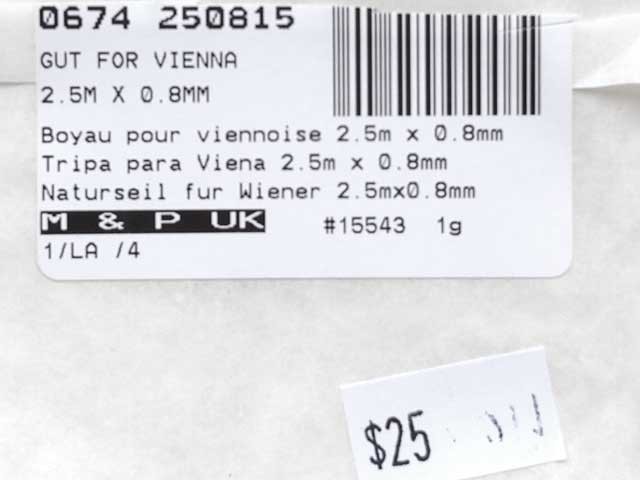 0674 250815
GUT FOR VIENNA
2.5M X 0.8MM
Boyau pour viennoise 2.5m x 0.8mm
Tripa para Viena 2.5m x 0.8mm
Naturseil fur Wiener 2.5mx0.8mm
M & P UK #15543 1g
1/LA /4
$25